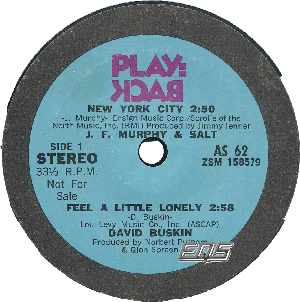 PLAY:
BACK
NEW YORK CITY 2:50
-J. Murphy- Ensign Music Corp./Scrolls of the
North Music, Inc. (BMI) Produced by Jimmy Ienner
J. F. MURPHY & SALT
SIDE 1
STEREO
33⅓ R.P.M.
Not For
Sale
AS 62
ZSM 158579
FEEL A LITTLE LONELY 2:58
-D. Buskin-
Lou Levy Music Co., Inc. (ASCAP)
DAVID BUSKIN
Produced by Norbert Putnam
& Glen Spreen